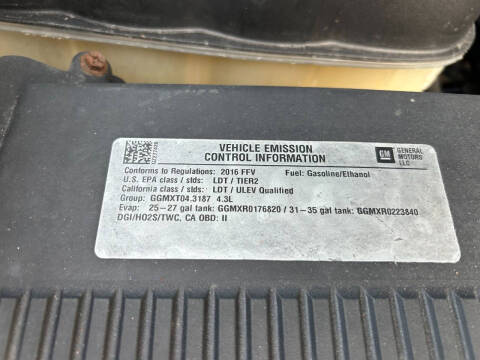 VEHICLE EMISSION
CONTROL INFORMATION
GM GENERAL MOTORS LLC
Conforms to Regulations: 2016 FFV Fuel: Gasoline/Ethanol
U.S. EPA class / stds: LDT / TIER2
California class / stds: LDT / ULEV Qualified
Group: GGMXT04.3187 4.3L
Evap: 25-27 gal tank: GGMXR0176820 / 31-35 gal tank: GGMXR0223840
DGI/HO2S/TWC, CA OBD: II